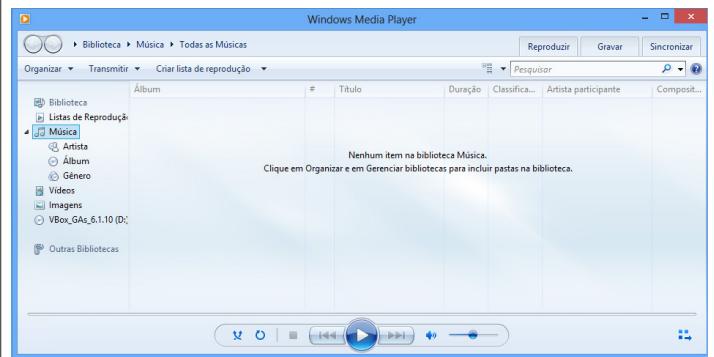 Windows Media Player
Biblioteca Música Todas as Músicas
Reproduzir Gravar Sincronizar
Organizar Transmitir Criar lista de reprodução Pesquisar
Álbum # Título Duração Classifica... Artista participante Composit...
Biblioteca
Listas de Reproduçã
Música
Artista
Álbum
Gênero
Vídeos
Imagens
VBox_GAs_6.1.10 (D:)
Outras Bibliotecas
Nenhum item na biblioteca Música.
Clique em Organizar e em Gerenciar bibliotecas para incluir pastas na biblioteca.